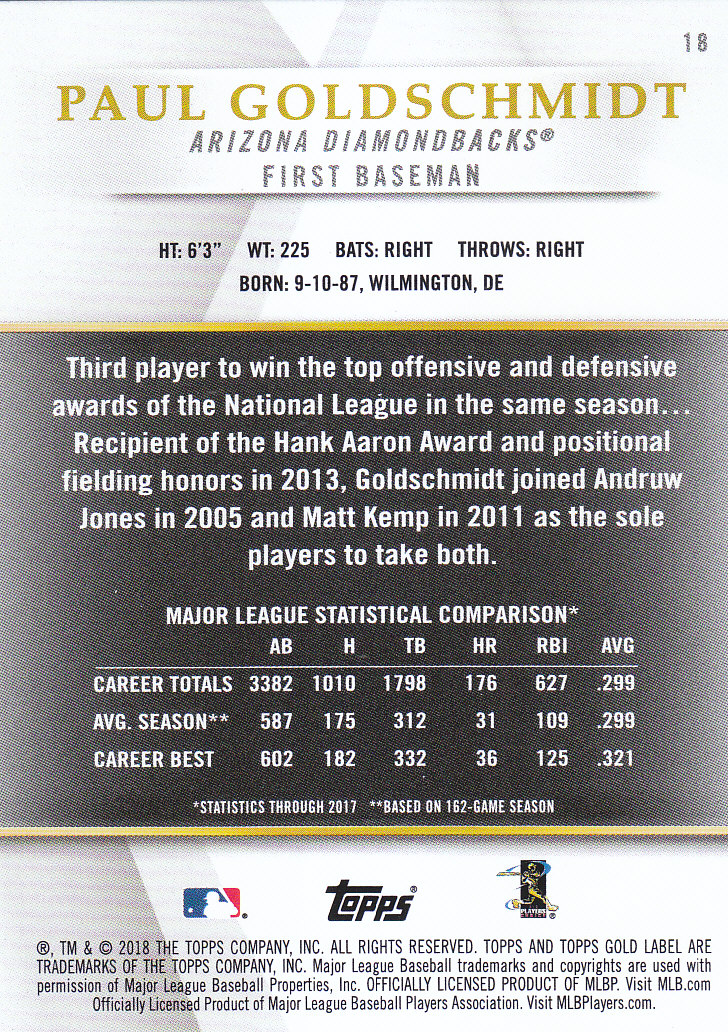 18
PAUL GOLDSCHMIDT
ARIZONA DIAMONDBACKS®
FIRST BASEMAN
HT: 6'3" WT: 225 BATS: RIGHT THROWS: RIGHT
BORN: 9-10-87, WILMINGTON, DE
Third player to win the top offensive and defensive
awards of the National League in the same season...
Recipient of the Hank Aaron Award and positional
fielding honors in 2013, Goldschmidt joined Andruw
Jones in 2005 and Matt Kemp in 2011 as the sole
players to take both.
MAJOR LEAGUE STATISTICAL COMPARISON*
AB H TB HR RBI AVG
CAREER TOTALS 3382 1010 1798 176 627 .299
AVG. SEASON** 587 175 312 31 109 .299
CAREER BEST 602 182 332 36 125 .321
*STATISTICS THROUGH 2017 **BASED ON 162-GAME SEASON
Topps®
PLAYERS
®, TM & © 2018 THE TOPPS COMPANY, INC. ALL RIGHTS RESERVED. TOPPS AND TOPPS GOLD LABEL ARE
TRADEMARKS OF THE TOPPS COMPANY, INC. Major League Baseball trademarks and copyrights are used with
permission of Major League Baseball Properties, Inc. OFFICIALLY LICENSED PRODUCT OF MLBP. Visit MLB.com
Officially Licensed Product of Major League Baseball Players Association. Visit MLBPlayers.com.